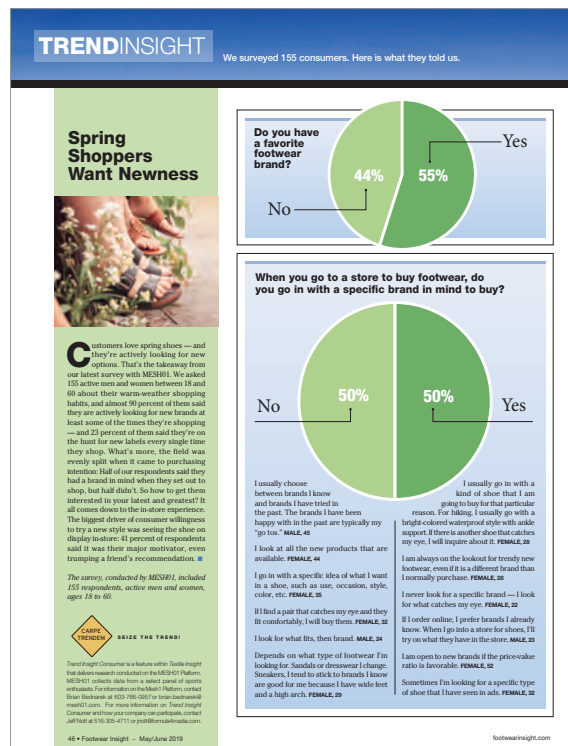 TRENDINSIGHT
We surveyed 155 consumers. Here is what they told us.
Spring
Shoppers
Want Newness
Customers love spring shoes — and
they're actively looking for new
options. That's the takeaway from
our latest survey with MESH01. We asked
155 active men and women between 18 and
60 about their warm-weather shopping
habits, and almost 90 percent of them said
they are actively looking for new brands at
least some of the times they're shopping
— and 23 percent of them said they're on
the hunt for new labels every single time
they shop. What's more, the field was
evenly split when it came to purchasing
intention: Half of our respondents said they
had a brand in mind when they set out to
shop, but half didn't. So how to get them
interested in your latest and greatest? It
all comes down to the in-store experience.
The biggest driver of consumer willingness
to try a new style was seeing the shoe on
display in-store: 41 percent of respondents
said it was their major motivator, even
trumping a friend's recommendation.
The survey, conducted by MESH01, included
155 respondents, active men and women,
ages 18 to 60.
CARPE
TRENDEM
SEIZE THE TREND!
Trend Insight Consumer is a feature within Textile Insight
that delivers research conducted on the MESH01 Platform.
MESH01 collects data from a select panel of sports
enthusiasts. For information on the Mesh1 Platform, contact
Brian Bednarek at 603-766-0957 or brian.bednarek@
mesh01.com. For more information on Trend Insight
Consumer and how your company can participate, contact
Jeff Nott at 516-305-4711 or jnott@formula4media.com.
46 • Footwear Insight ~ May/June 2019
Do you have
a favorite
footwear
brand?
Yes
44%
55%
No
When you go to a store to buy footwear, do
you go in with a specific brand in mind to buy?
50%
50%
No
Yes
I usually choose
between brands I know
and brands I have tried in
the past. The brands I have been
happy with in the past are typically my
"go tos." MALE, 45
I look at all the new products that are
available. FEMALE, 44
I go in with a specific idea of what I want
in a shoe, such as use, occasion, style,
color, etc. FEMALE, 35
If I find a pair that catches my eye and they
fit comfortably, I will buy them. FEMALE, 32
I look for what fits, then brand. MALE, 24
Depends on what type of footwear I'm
looking for. Sandals or dresswear I change.
Sneakers, I tend to stick to brands I know
are good for me because I have wide feet
and a high arch. FEMALE, 29
I usually go in with a
kind of shoe that I am
going to buy for that particular
reason. For hiking, I usually go with a
bright-colored waterproof style with ankle
support. If there is another shoe that catches
my eye, I will inquire about it. FEMALE, 28
I am always on the lookout for trendy new
footwear, even if it is a different brand than
I normally purchase. FEMALE, 28
I never look for a specific brand — I look
for what catches my eye. FEMALE, 22
If I order online, I prefer brands I already
know. When I go into a store for shoes, I'll
try on what they have in the store. MALE, 23
I am open to new brands if the price-value
ratio is favorable. FEMALE, 52
Sometimes I'm looking for a specific type
of shoe that I have seen in ads. FEMALE, 32
footwearinsight.com